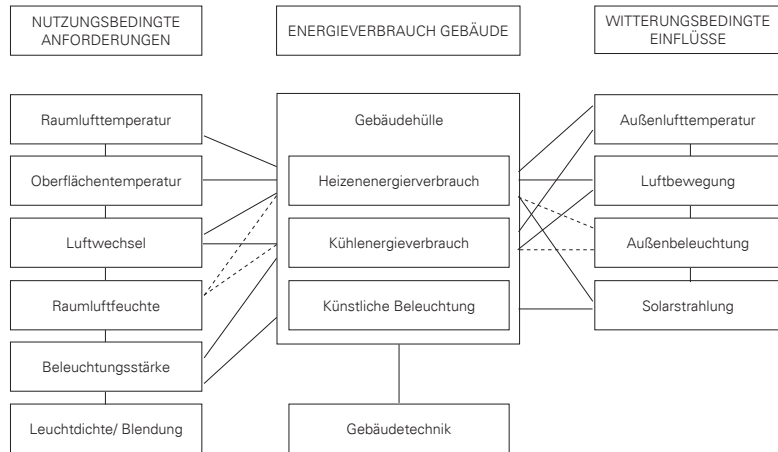 NUTZUNGSBEDINGTE
ANFORDERUNGEN
ENERGIEVERBRAUCH GEBÄUDE
WITTERUNGSBEDINGTE
EINFLÜSSE
Raumlufttemperatur
Oberflächentemperatur
Luftwechsel
Raumluftfeuchte
Beleuchtungsstärke
Leuchtdichte/ Blendung
Gebäudehülle
Heizenenergierverbrauch
Kühlenergieverbrauch
Künstliche Beleuchtung
Gebäudetechnik
Außenlufttemperatur
Luftbewegung
Außenbeleuchtung
Solarstrahlung